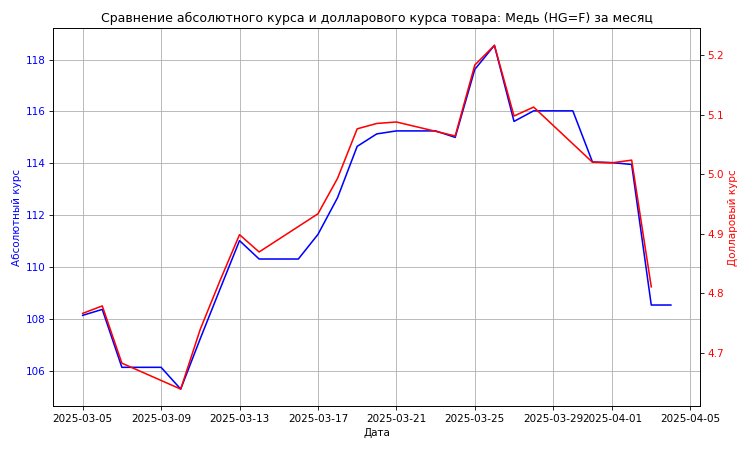 Сравнение абсолютного курса и долларового курса товара: Медь (HG=F) за месяц
Абсолютный курс
118
116
114
112
110
108
106
5.2
5.1
5.0
4.9
4.8
4.7
Долларовый курс
2025-03-05 2025-03-09 2025-03-13 2025-03-17 2025-03-21 2025-03-25 2025-03-29 2025-04-01 2025-04-05
Дата